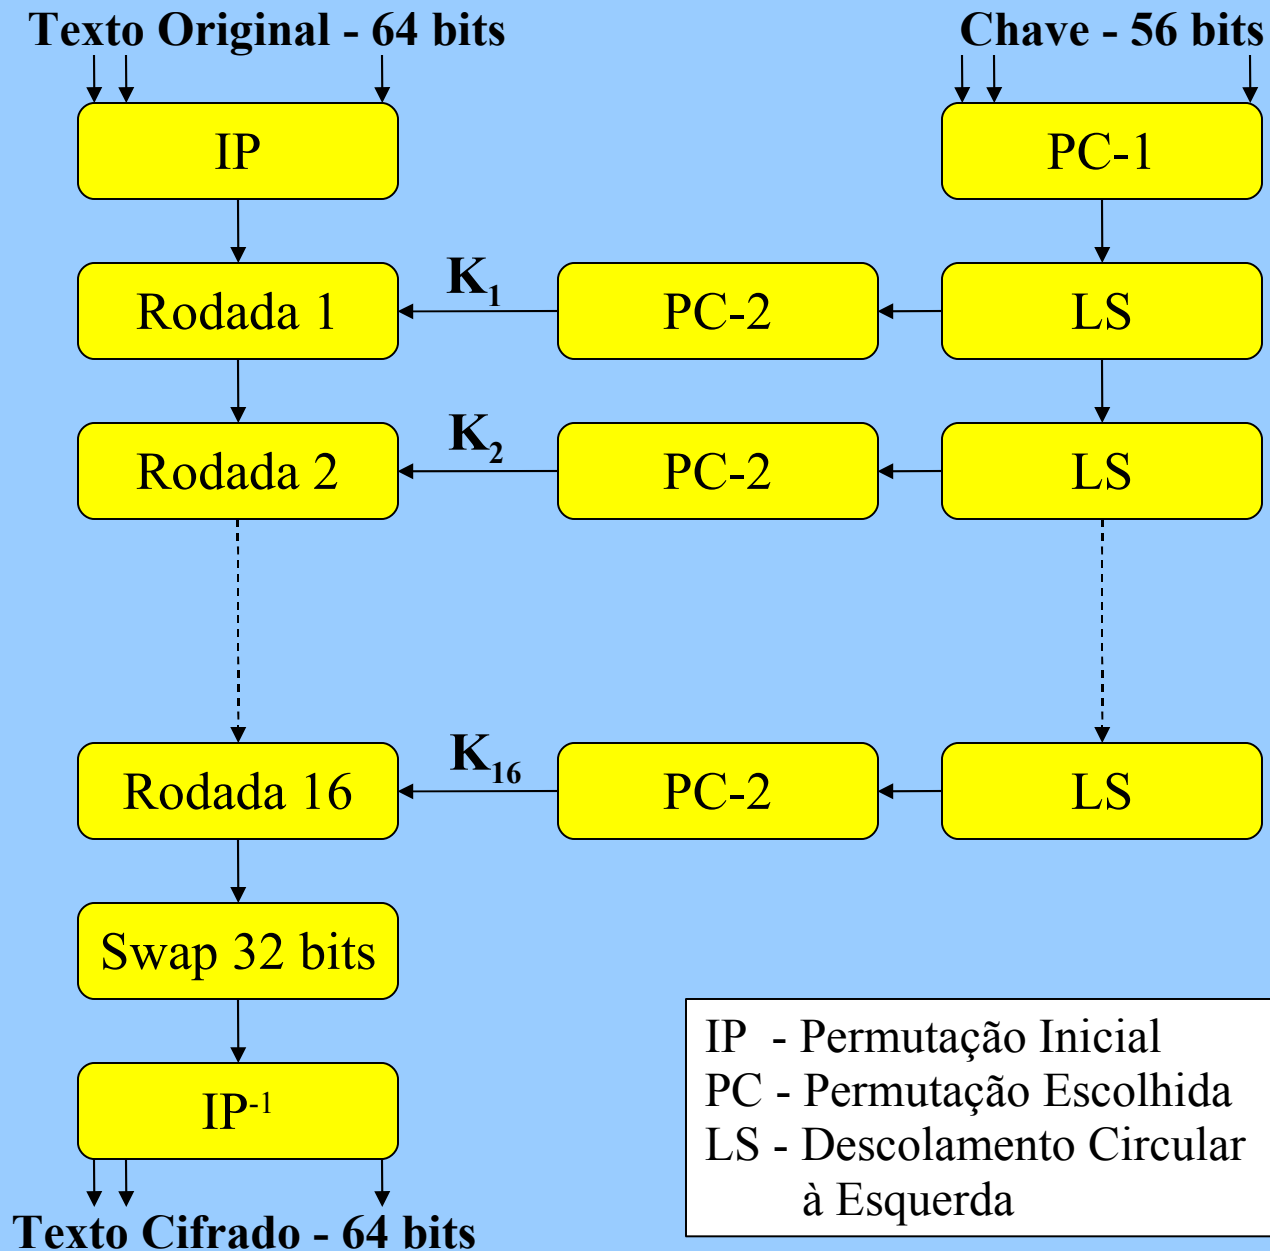 Texto Original - 64 bits
Chave - 56 bits
IP
PC-1
Rodada 1
K₁
PC-2
LS
Rodada 2
K₂
PC-2
LS
Rodada 16
K₁₆
PC-2
LS
Swap 32 bits
IP⁻¹
Texto Cifrado - 64 bits
IP - Permutação Inicial
PC - Permutação Escolhida
LS - Descolamento Circular
à Esquerda